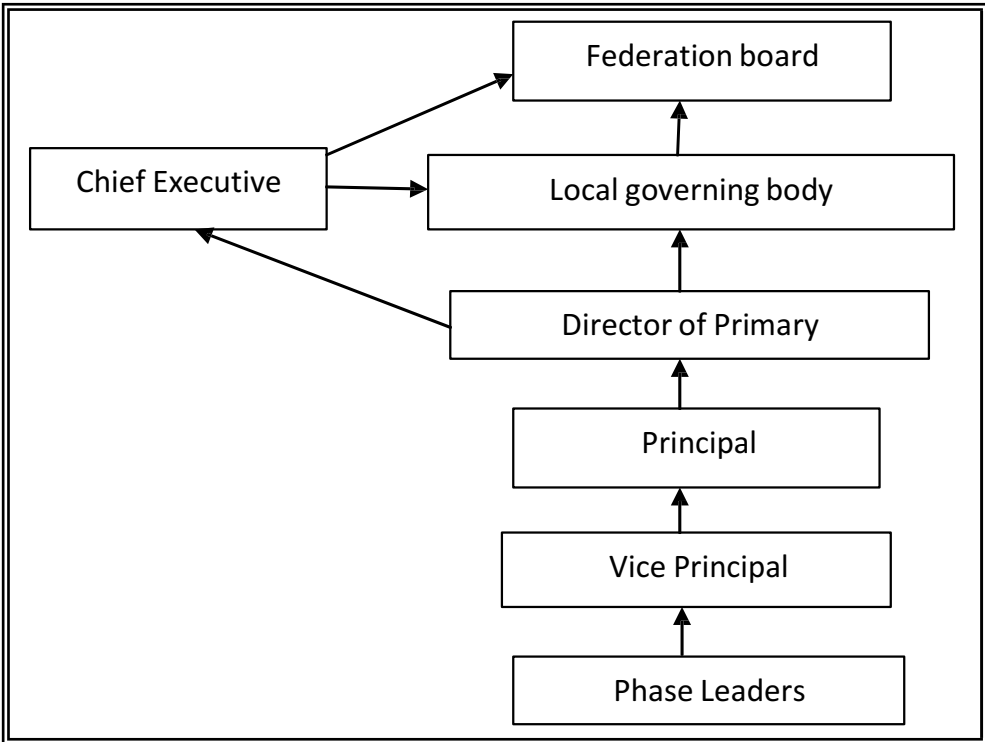 Federation board
Chief Executive
Local governing body
Director of Primary
Principal
Vice Principal
Phase Leaders